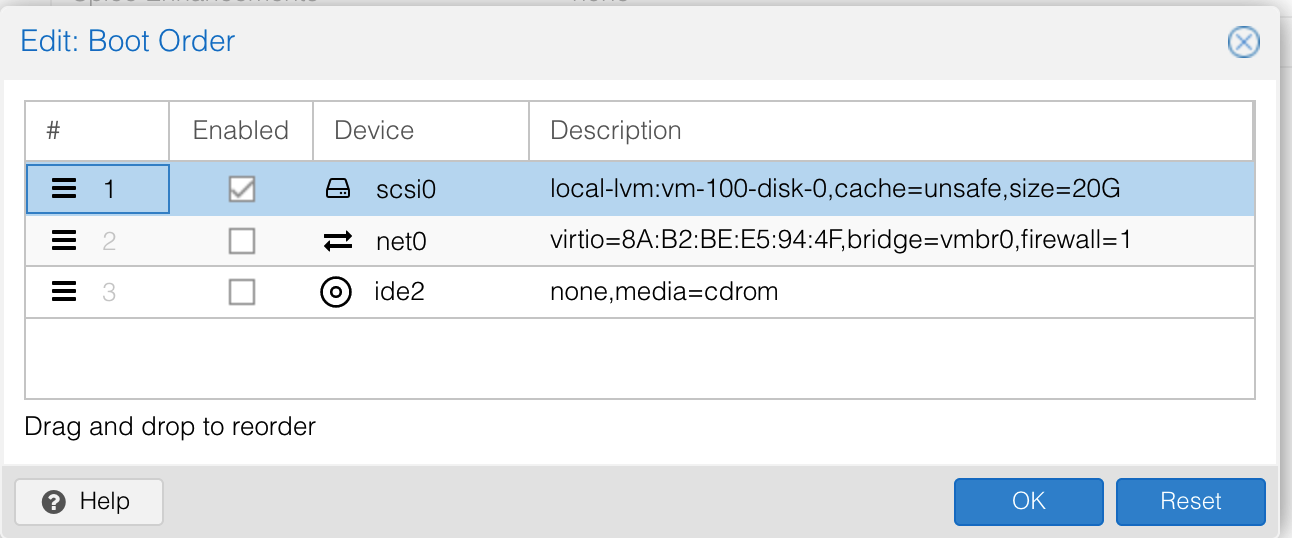 Edit: Boot Order
# Enabled Device Description
1 scsi0 local-lvm:vm-100-disk-0,cache=unsafe,size=20G
2 net0 virtio=8A:B2:BE:E5:94:4F,bridge=vmbr0,firewall=1
3 ide2 none,media=cdrom
Drag and drop to reorder
? Help OK Reset